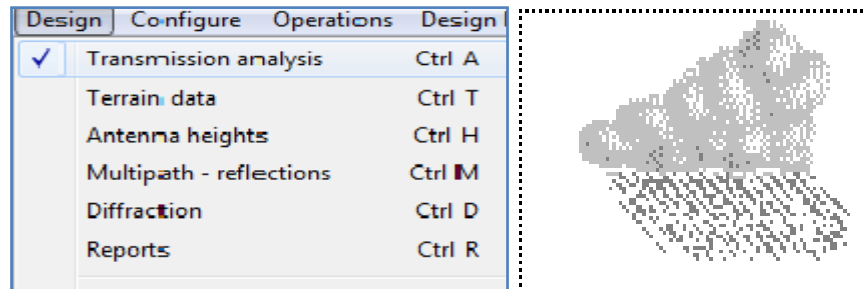 Design Configure Operations Design
Transmission analysis Ctrl A
Terrain data Ctrl T
Antenna heights Ctrl H
Multipath - reflections Ctrl M
Diffraction Ctrl D
Reports Ctrl R